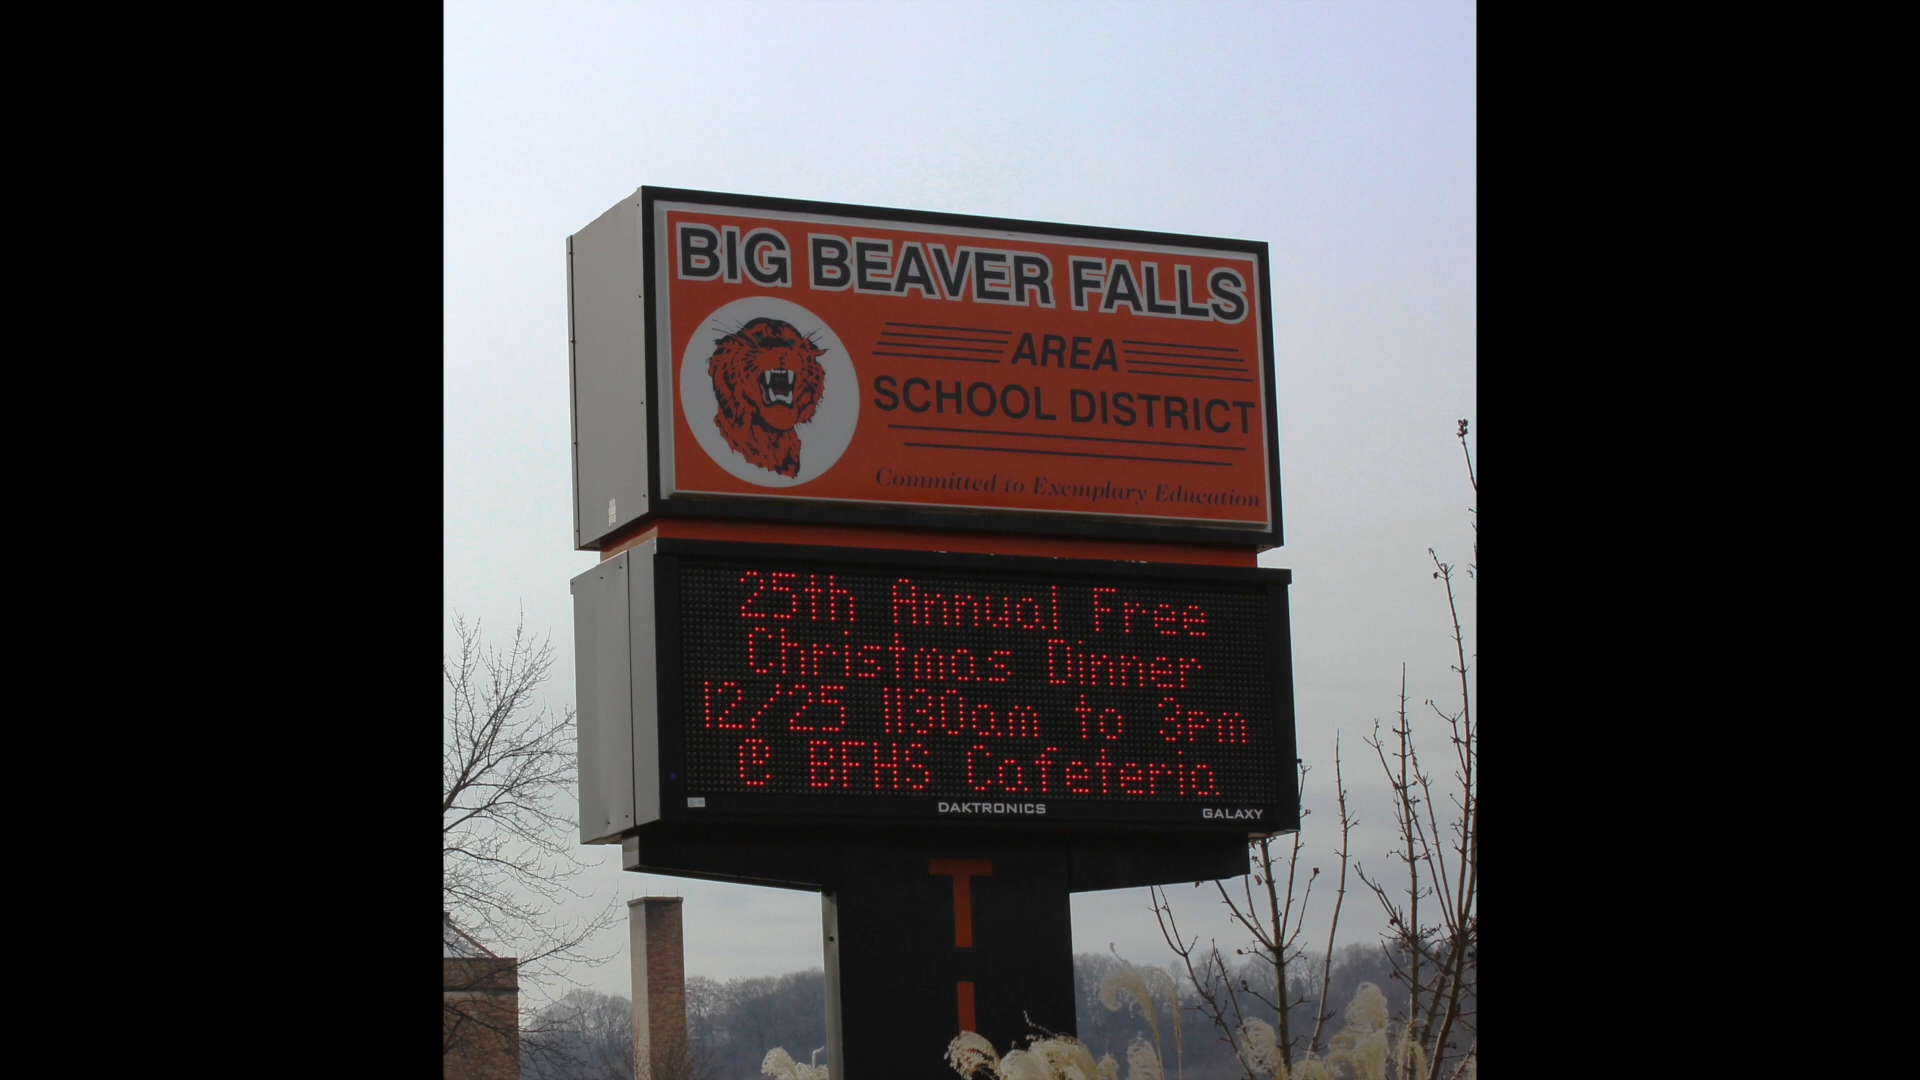 BIG BEAVER FALLS
AREA
SCHOOL DISTRICT
Committed to Exemplary Education
25th Annual Free
Christmas Dinner
12/25 1130am to 3pm
@ BFHS Cafeteria
DAKTRONICS
GALAXY
T
I